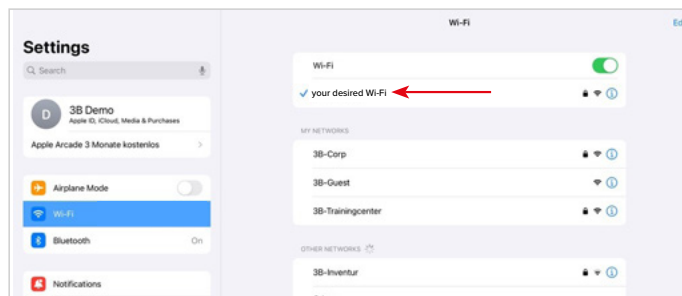 Wi-Fi
Ed
Settings
Search
D
3B Demo
Apple ID, iCloud, Media & Purchases
Apple Arcade 3 Monate kostenlos
Airplane Mode
Wi-Fi
Bluetooth On
Notifications
Wi-Fi
your desired Wi-Fi
MY NETWORKS
3B-Corp
3B-Guest
3B-Trainingcenter
OTHER NETWORKS
3B-Inventur